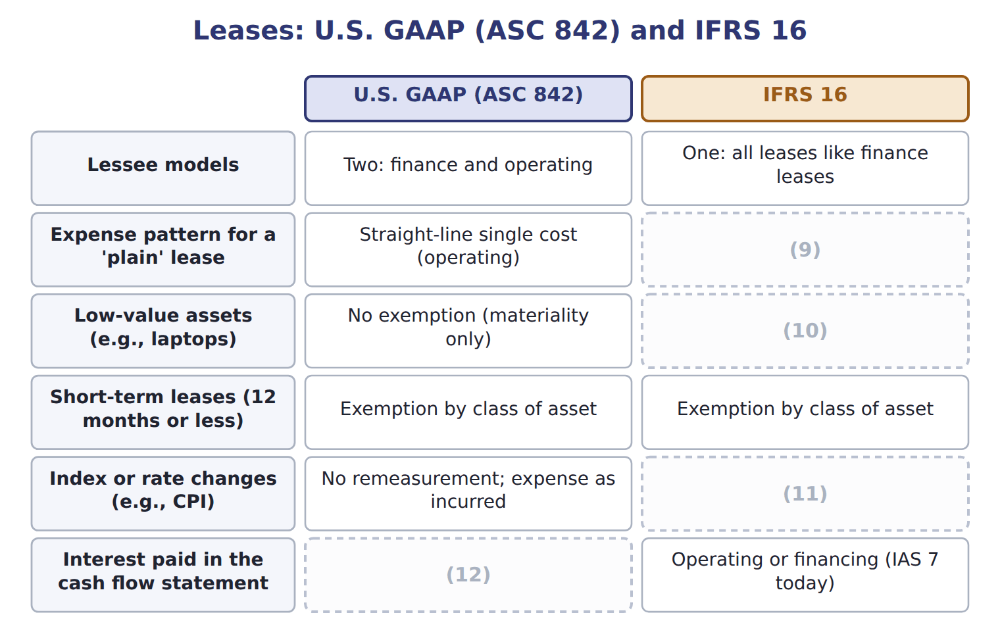 Leases: U.S. GAAP (ASC 842) and IFRS 16
U.S. GAAP (ASC 842)
IFRS 16
Lessee models
Two: finance and operating
One: all leases like finance
leases
Expense pattern for a
'plain' lease
Straight-line single cost
(operating)
(9)
Low-value assets
(e.g., laptops)
No exemption (materiality
only)
(10)
Short-term leases (12
months or less)
Exemption by class of asset
Exemption by class of asset
Index or rate changes
(e.g., CPI)
No remeasurement; expense as
incurred
(11)
Interest paid in the
cash flow statement
(12)
Operating or financing (IAS 7
today)